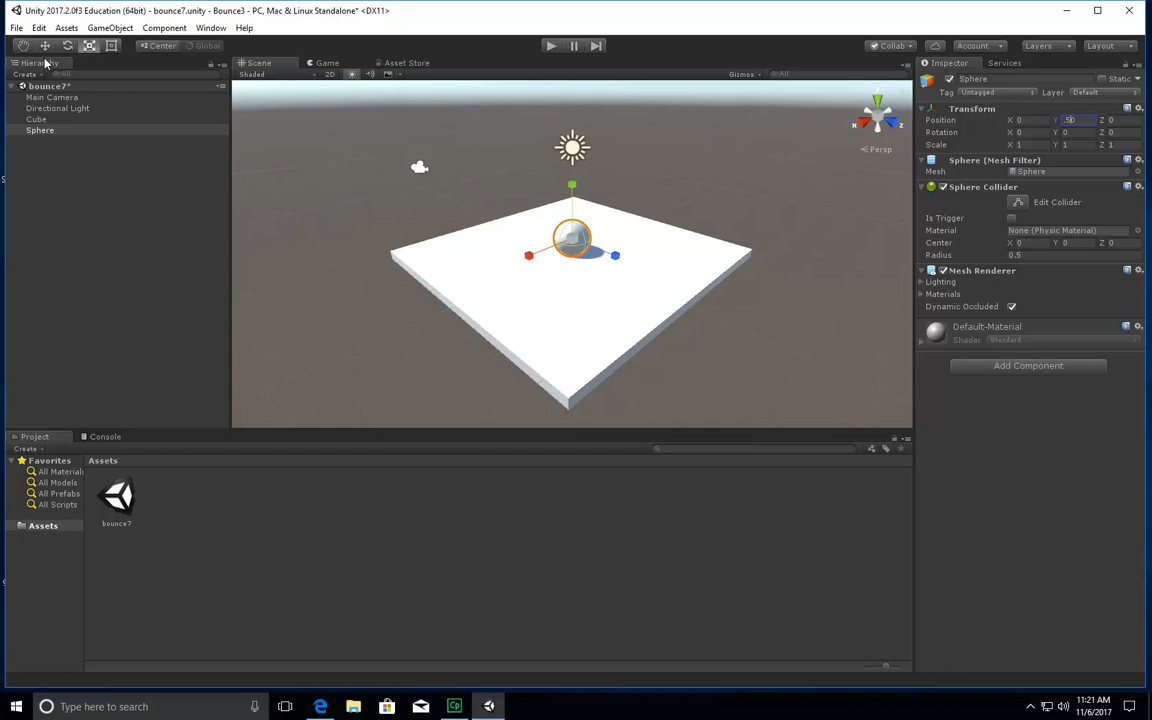 Unity 2017.2.0f3 Education (64bit) - bounce7.unity - Bounce3 - PC, Mac & Linux Standalone* <DX11>
File Edit Assets GameObject Component Window Help
Center Global Collab Account Layers Layout
Hierarchy
Create All
bounce7*
Main Camera
Directional Light
Cube
Sphere
Scene Game Asset Store
Shaded 2D Gizmos All
Persp
Inspector Services
Sphere Static
Tag Untagged Layer Default
Transform
Position X 0 Y .50 Z 0
Rotation X 0 Y 0 Z 0
Scale X 1 Y 1 Z 1
Sphere (Mesh Filter)
Mesh Sphere
Sphere Collider
Edit Collider
Is Trigger
Material None (Physic Material)
Center X 0 Y 0 Z 0
Radius 0.5
Mesh Renderer
Lighting
Materials
Dynamic Occluded
Default-Material
Shader Standard
Add Component
Project Console
Create
Favorites
All Material
All Models
All Prefabs
All Scripts
Assets
Assets
bounce7
Type here to search
11:21 AM
11/6/2017